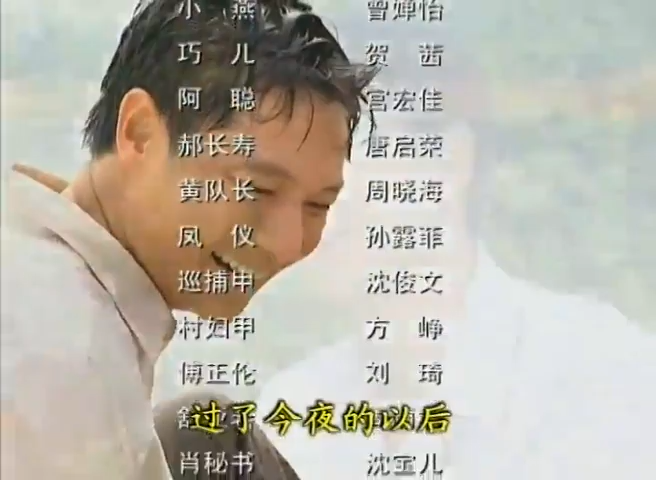 小 燕 曾婵怡
巧 儿 贺 茜
阿 聪 宫宏佳
郝长寿 唐启荣
黄队长 周晓海
凤 仪 孙露菲
巡捕申 沈俊文
村妇甲 方 峥
傅正伦 刘 琦
过了今夜的以后
肖秘书 沈宝儿